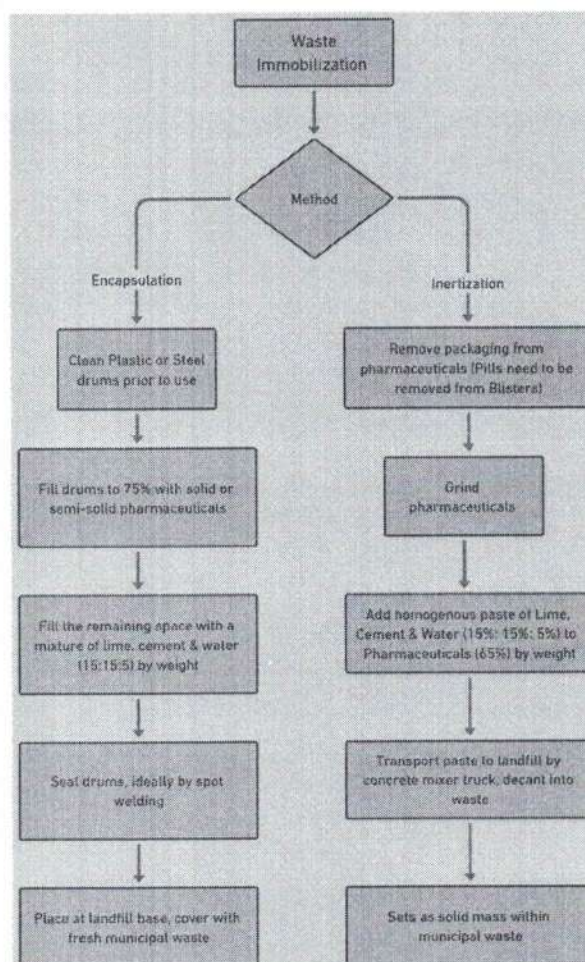 Waste
Immobilization
Method
Encapsulation
Inertization
Clean Plastic or Steel
drums prior to use
Remove packaging from
pharmaceuticals (Pills need to be
removed from Blisters)
Fill drums to 75% with solid or
semi-solid pharmaceuticals
Grind
pharmaceuticals
Fill the remaining space with a
mixture of lime, cement & water
(15:15:5) by weight
Add homogenous paste of Lime,
Cement & Water (15%: 15%: 5%) to
Pharmaceuticals (65%) by weight
Seal drums, ideally by spot
welding
Transport paste to landfill by
concrete mixer truck, decant into
waste
Place at landfill base, cover with
fresh municipal waste
Sets as solid mass within
municipal waste